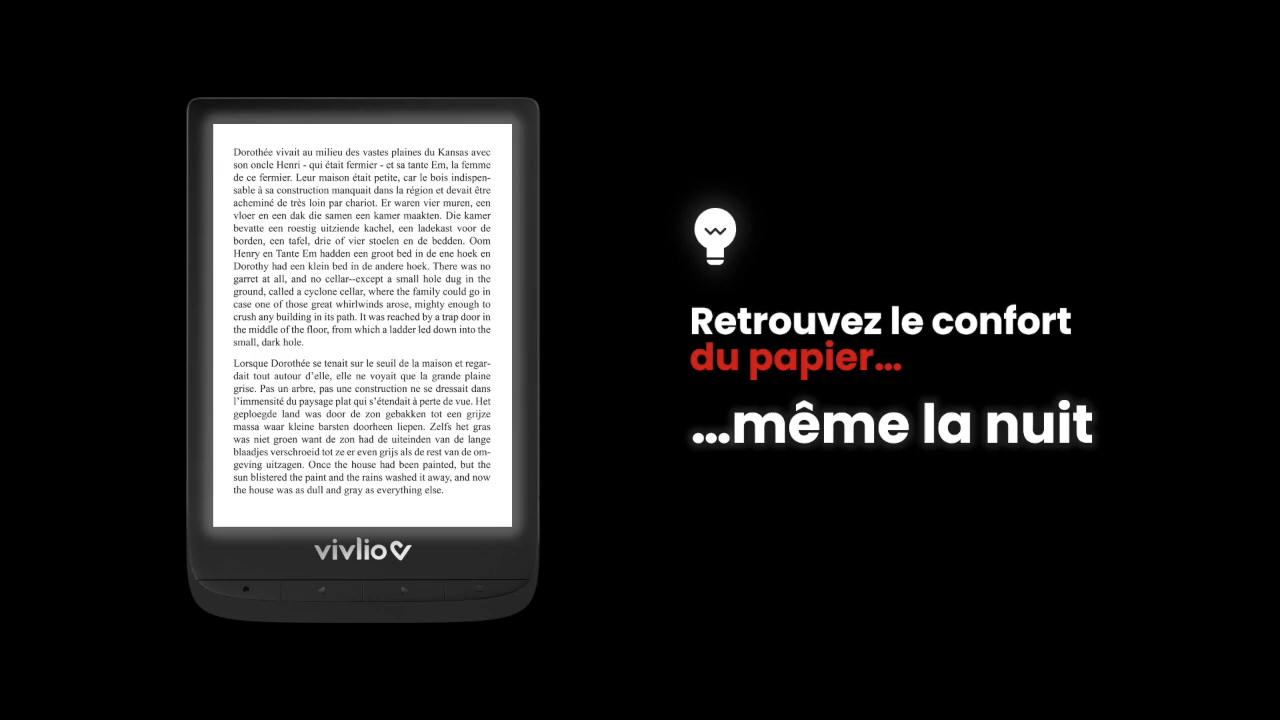 Dorothée vivait au milieu des vastes plaines du Kansas avec
son oncle Henri - qui était fermier - et sa tante Em, la femme
de ce fermier. Leur maison était petite, car le bois indispen-
sable à sa construction manquait dans la région et devait être
acheminé de très loin par chariot. Er waren vier muren, een
vloer en een dak die samen een kamer maakten. Die kamer
bevatte een roestig uitziende kachel, een ladekast voor de
borden, een tafel, drie of vier stoelen en de bedden. Oom
Henry en Tante Em hadden een groot bed in de ene hoek en
Dorothy had een klein bed in de andere hoek. There was no
garret at all, and no cellar--except a small hole dug in the
ground, called a cyclone cellar, where the family could go in
case one of those great whirlwinds arose, mighty enough to
crush any building in its path. It was reached by a trap door in
the middle of the floor, from which a ladder led down into the
small, dark hole.
Lorsque Dorothée se tenait sur le seuil de la maison et regar-
dait tout autour d’elle, elle ne voyait que la grande plaine
grise. Pas un arbre, pas une construction ne se dressait dans
l’immensité du paysage plat qui s’étendait à perte de vue. Het
geploegde land was door de zon gebakken tot een grijze
massa waar kleine barsten doorheen liepen. Zelfs het gras
was niet groen want de zon had de uiteinden van de lange
blaadjes verschroeid tot ze er even grijs als de rest van de om-
geving uitzagen. Once the house had been painted, but the
sun blistered the paint and the rains washed it away, and now
the house was as dull and gray as everything else.
vivlio
Retrouvez le confort
du papier...
...même la nuit